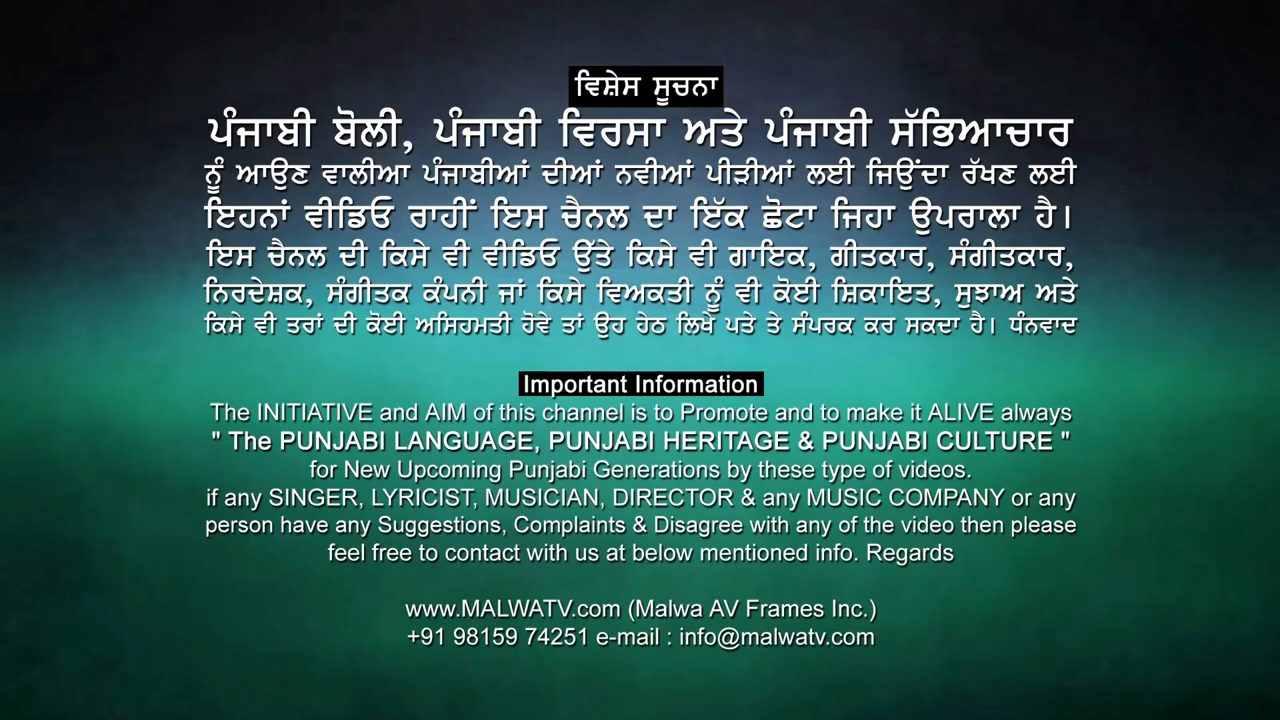 ਵਿਸ਼ੇਸ ਸੂਚਨਾ
ਪੰਜਾਬੀ ਬੋਲੀ, ਪੰਜਾਬੀ ਵਿਰਸਾ ਅਤੇ ਪੰਜਾਬੀ ਸੱਭਿਆਚਾਰ
ਨੂੰ ਆਉਣ ਵਾਲੀਆ ਪੰਜਾਬੀਆਂ ਦੀਆਂ ਨਵੀਆਂ ਪੀੜੀਆਂ ਲਈ ਜਿਉਂਦਾ ਰੱਖਣ ਲਈ
ਇਹਨਾਂ ਵੀਡਿਓ ਰਾਹੀਂ ਇਸ ਚੈਨਲ ਦਾ ਇੱਕ ਛੋਟਾ ਜਿਹਾ ਉਪਰਾਲਾ ਹੈ।
ਇਸ ਚੈਨਲ ਦੀ ਕਿਸੇ ਵੀ ਵੀਡਿਓ ਉੱਤੇ ਕਿਸੇ ਵੀ ਗਾਇਕ, ਗੀਤਕਾਰ, ਸੰਗੀਤਕਾਰ,
ਨਿਰਦੇਸ਼ਕ, ਸੰਗੀਤਕ ਕੰਪਨੀ ਜਾਂ ਕਿਸੇ ਵਿਅਕਤੀ ਨੂੰ ਵੀ ਕੋਈ ਸ਼ਿਕਾਇਤ, ਸੁਝਾਅ ਅਤੇ
ਕਿਸੇ ਵੀ ਤਰਾਂ ਦੀ ਕੋਈ ਅਸਿਹਮਤੀ ਹੋਵੇ ਤਾਂ ਉਹ ਹੇਠ ਲਿਖੇ ਪਤੇ ਤੇ ਸੰਪਰਕ ਕਰ ਸਕਦਾ ਹੈ। ਧੰਨਵਾਦ
Important Information
The INITIATIVE and AIM of this channel is to Promote and to make it ALIVE always
" The PUNJABI LANGUAGE, PUNJABI HERITAGE & PUNJABI CULTURE "
for New Upcoming Punjabi Generations by these type of videos.
if any SINGER, LYRICIST, MUSICIAN, DIRECTOR & any MUSIC COMPANY or any
person have any Suggestions, Complaints & Disagree with any of the video then please
feel free to contact with us at below mentioned info. Regards
www.MALWATV.com (Malwa AV Frames Inc.)
+91 98159 74251 e-mail : info@malwatv.com